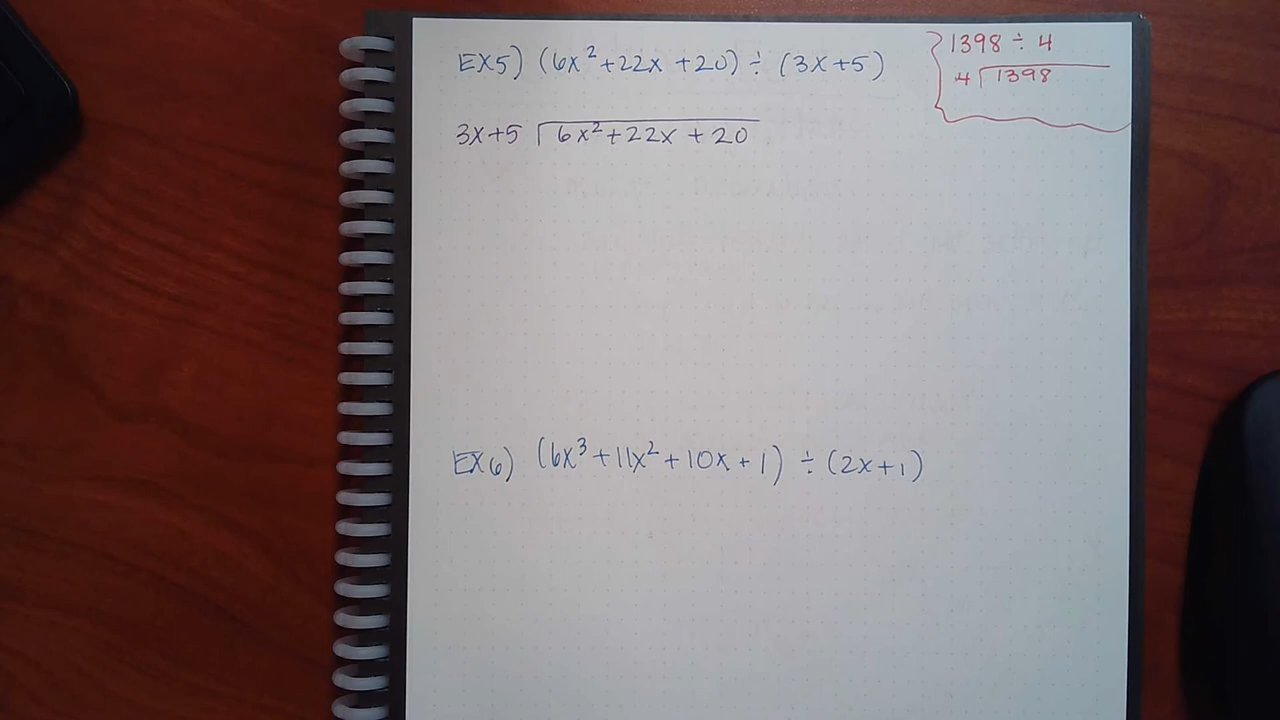 EX5) (6x²+22x+20) ÷ (3x+5)
1398 ÷ 4
4⟌1398
3x+5⟌6x²+22x+20
EX6) (6x³+11x²+10x+1) ÷ (2x+1)